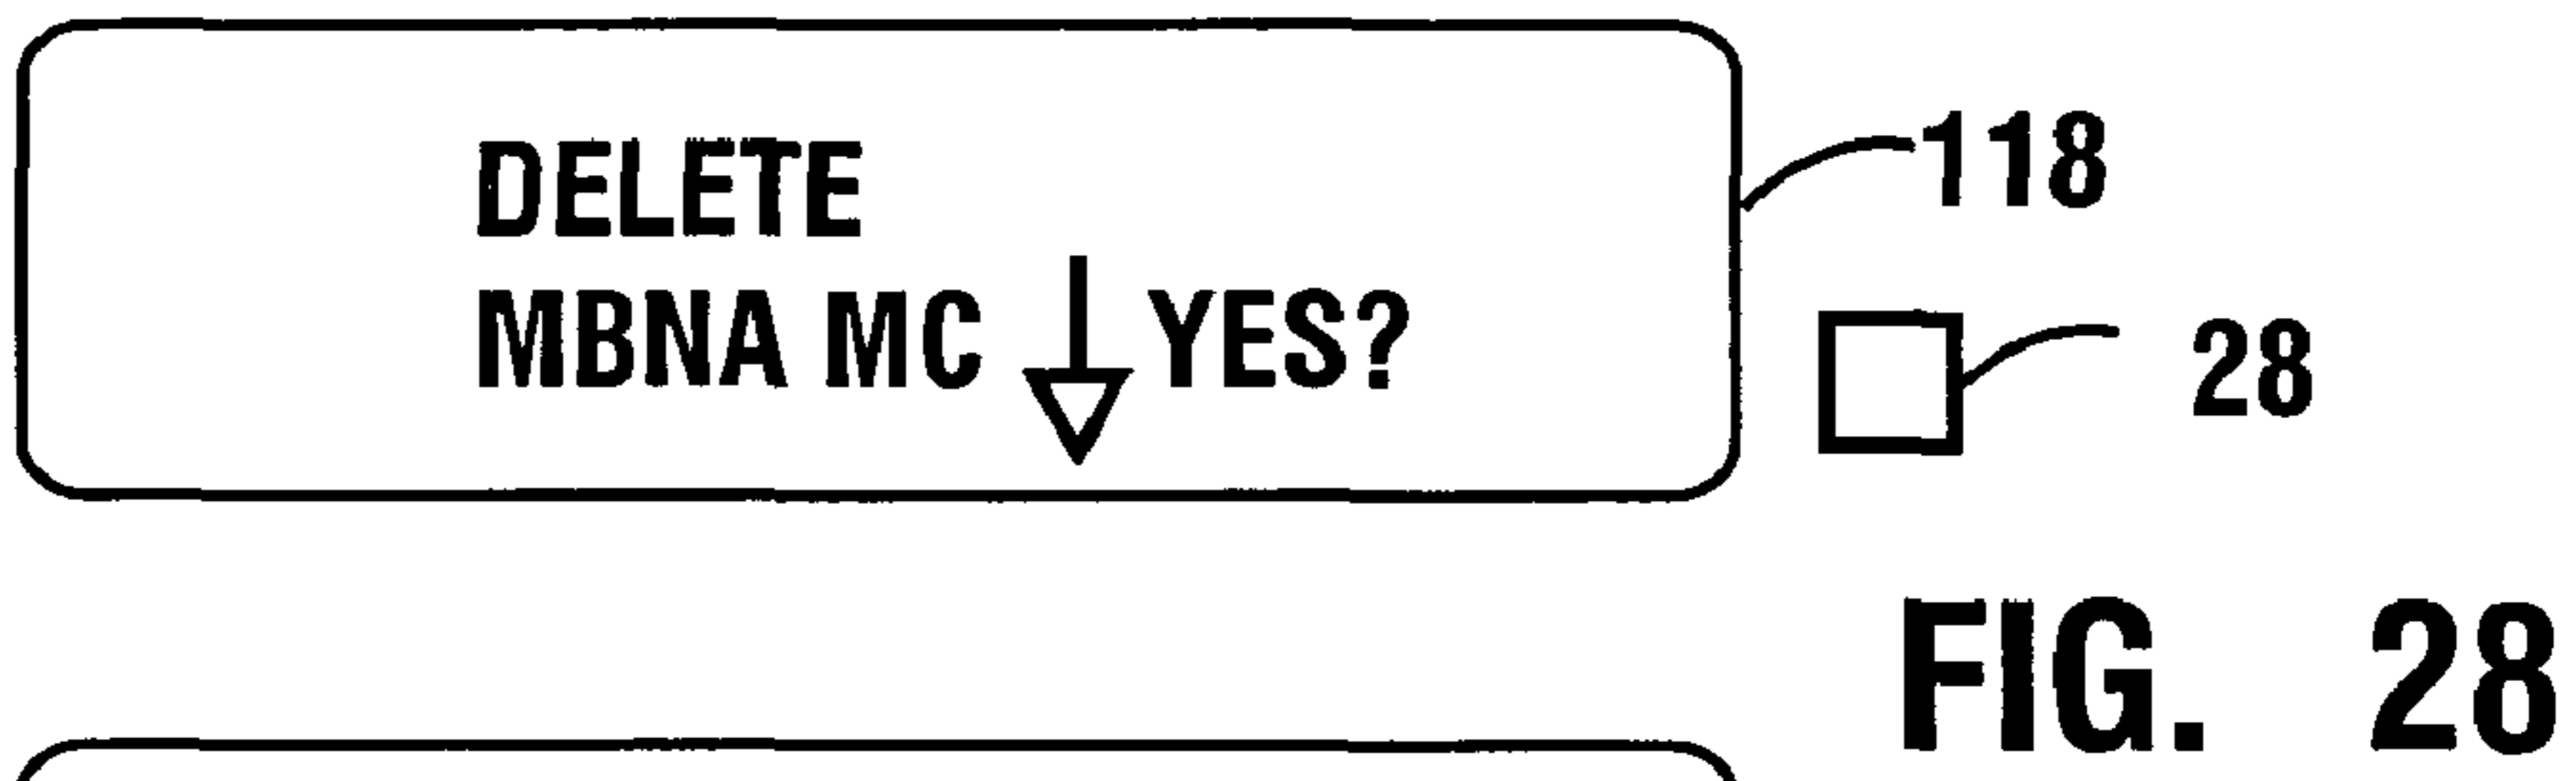 DELETE
MBNA MC YES?
118
28
FIG. 28